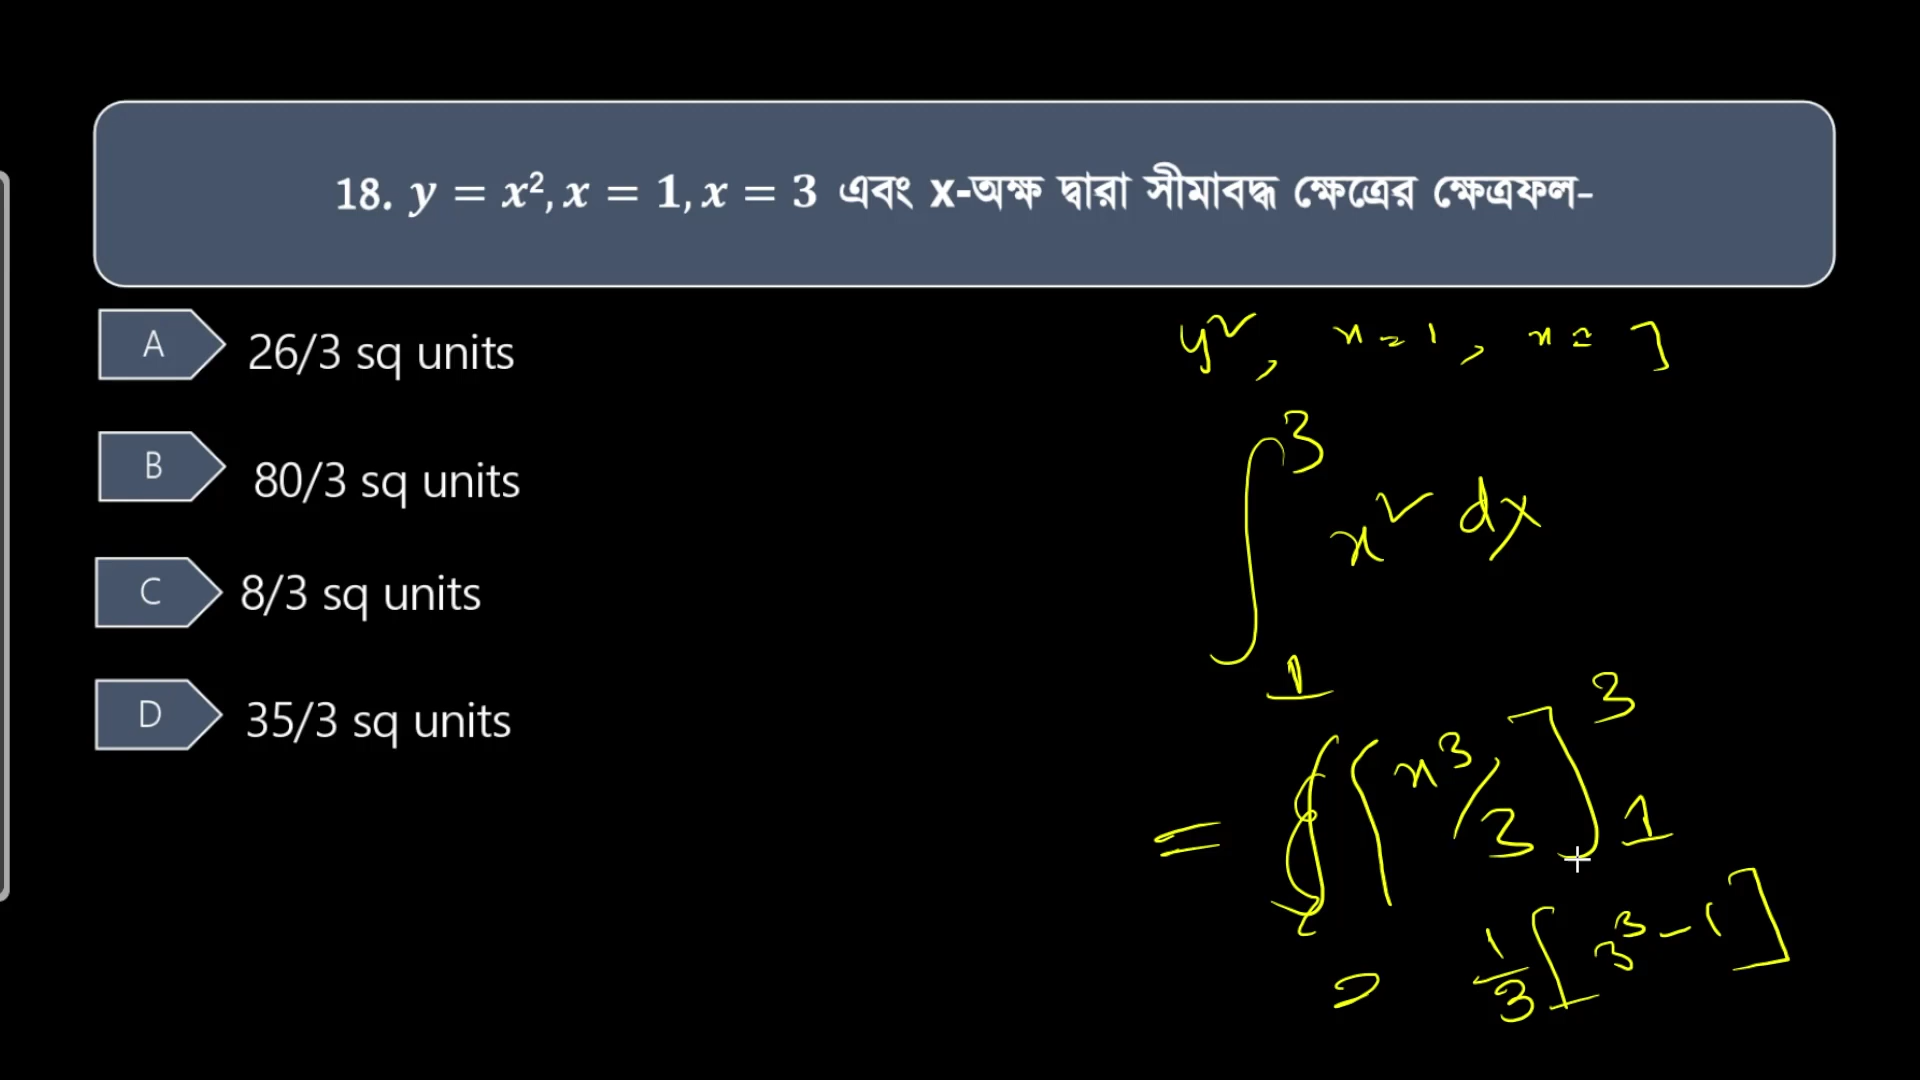 18. y = x², x = 1, x = 3 এবং x-অক্ষ দ্বারা সীমাবদ্ধ ক্ষেত্রের ক্ষেত্রফল-
A 26/3 sq units
B 80/3 sq units
C 8/3 sq units
D 35/3 sq units
y², x = 1, x =
∫₁³ x² dx
= [x³/3]₁³
= 1/3 [3³ - 1]